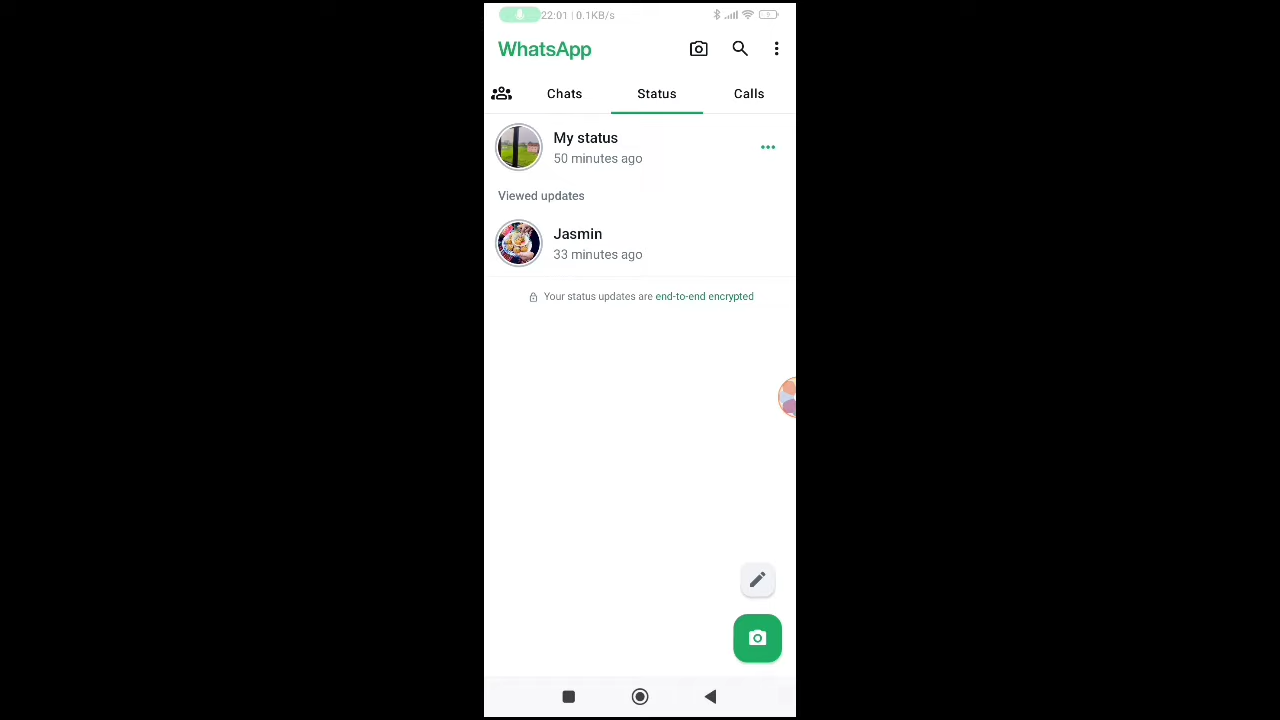 22:01 | 0.1KB/s
WhatsApp
Chats
Status
Calls
My status
50 minutes ago
Viewed updates
Jasmin
33 minutes ago
Your status updates are end-to-end encrypted